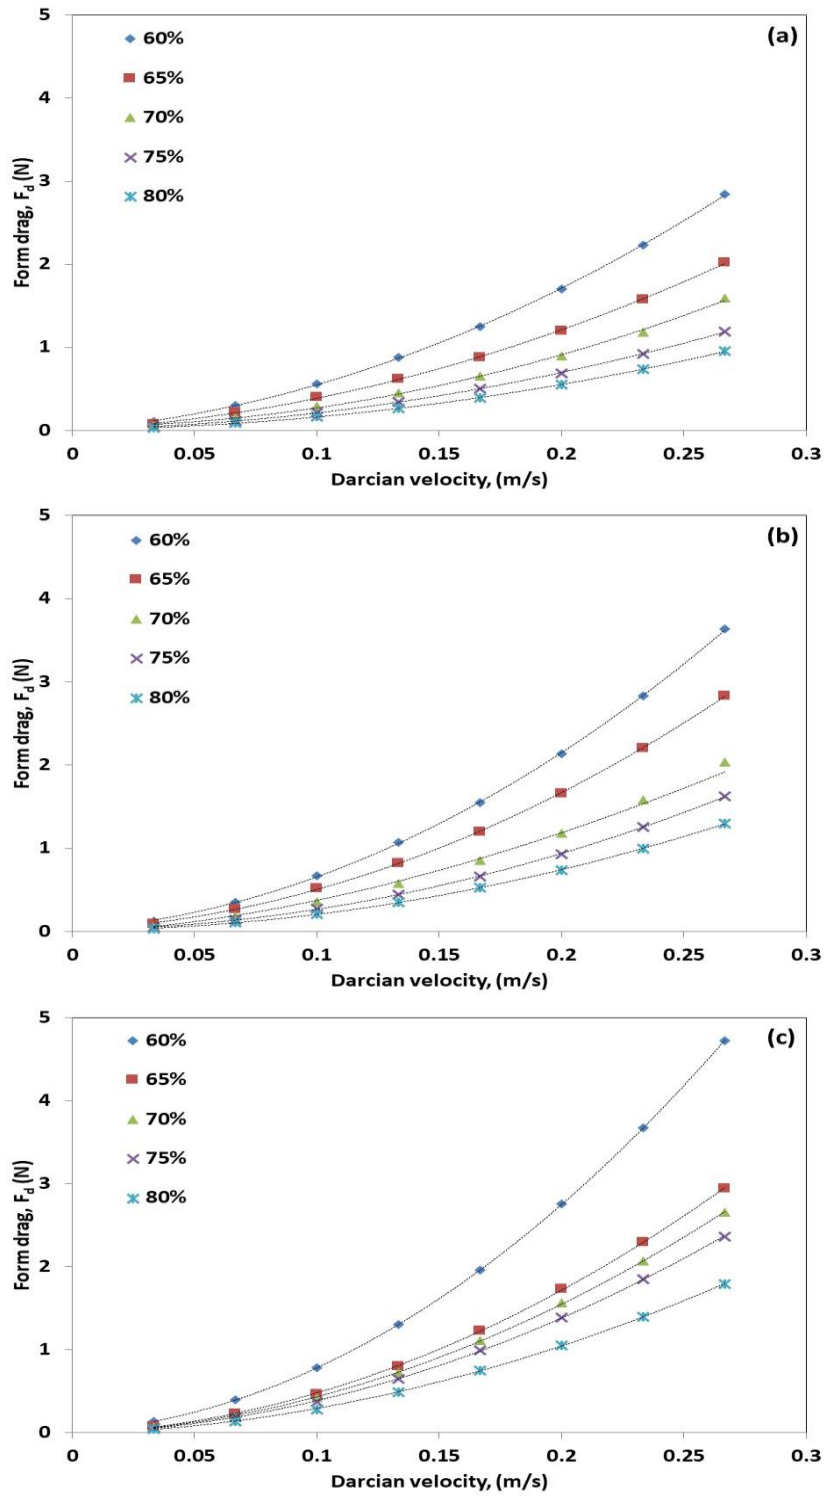 5
(a)
60%
65%
4
70%
75%
3
80%
Form drag, Fd (N)
2
1
0
0 0.05 0.1 0.15 0.2 0.25 0.3
Darcian velocity, (m/s)
5
(b)
60%
65%
4
70%
75%
3
80%
Form drag, Fd (N)
2
1
0
0 0.05 0.1 0.15 0.2 0.25 0.3
Darcian velocity, (m/s)
5
(c)
60%
65%
4
70%
75%
3
80%
Form drag, Fd (N)
2
1
0
0 0.05 0.1 0.15 0.2 0.25 0.3
Darcian velocity, (m/s)